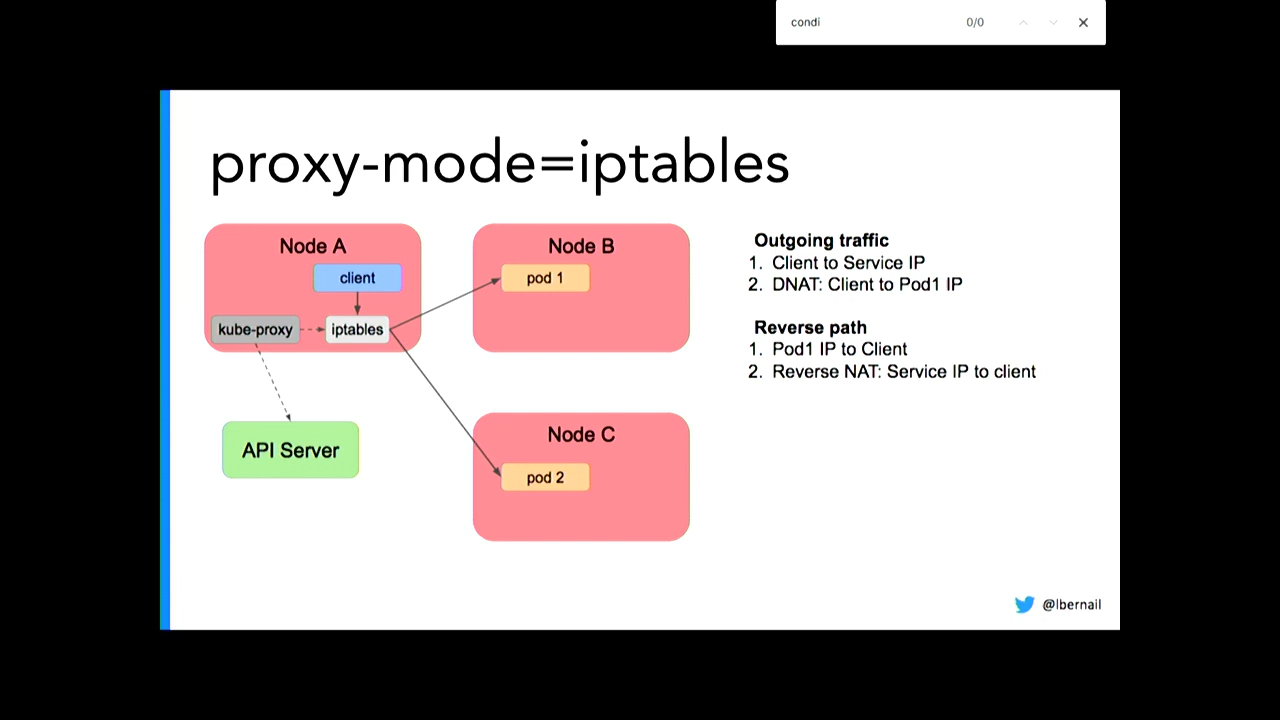 condi
0/0
proxy-mode=iptables
Node A
client
kube-proxy
iptables
API Server
Node B
pod 1
Node C
pod 2
Outgoing traffic
1. Client to Service IP
2. DNAT: Client to Pod1 IP
Reverse path
1. Pod1 IP to Client
2. Reverse NAT: Service IP to client
@lbernail